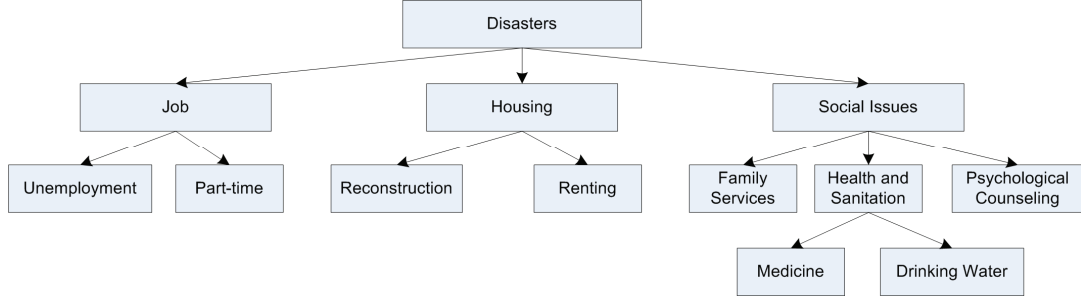 Disasters
Job
Housing
Social Issues
Unemployment
Part-time
Reconstruction
Renting
Family
Services
Health and
Sanitation
Psychological
Counseling
Medicine
Drinking Water